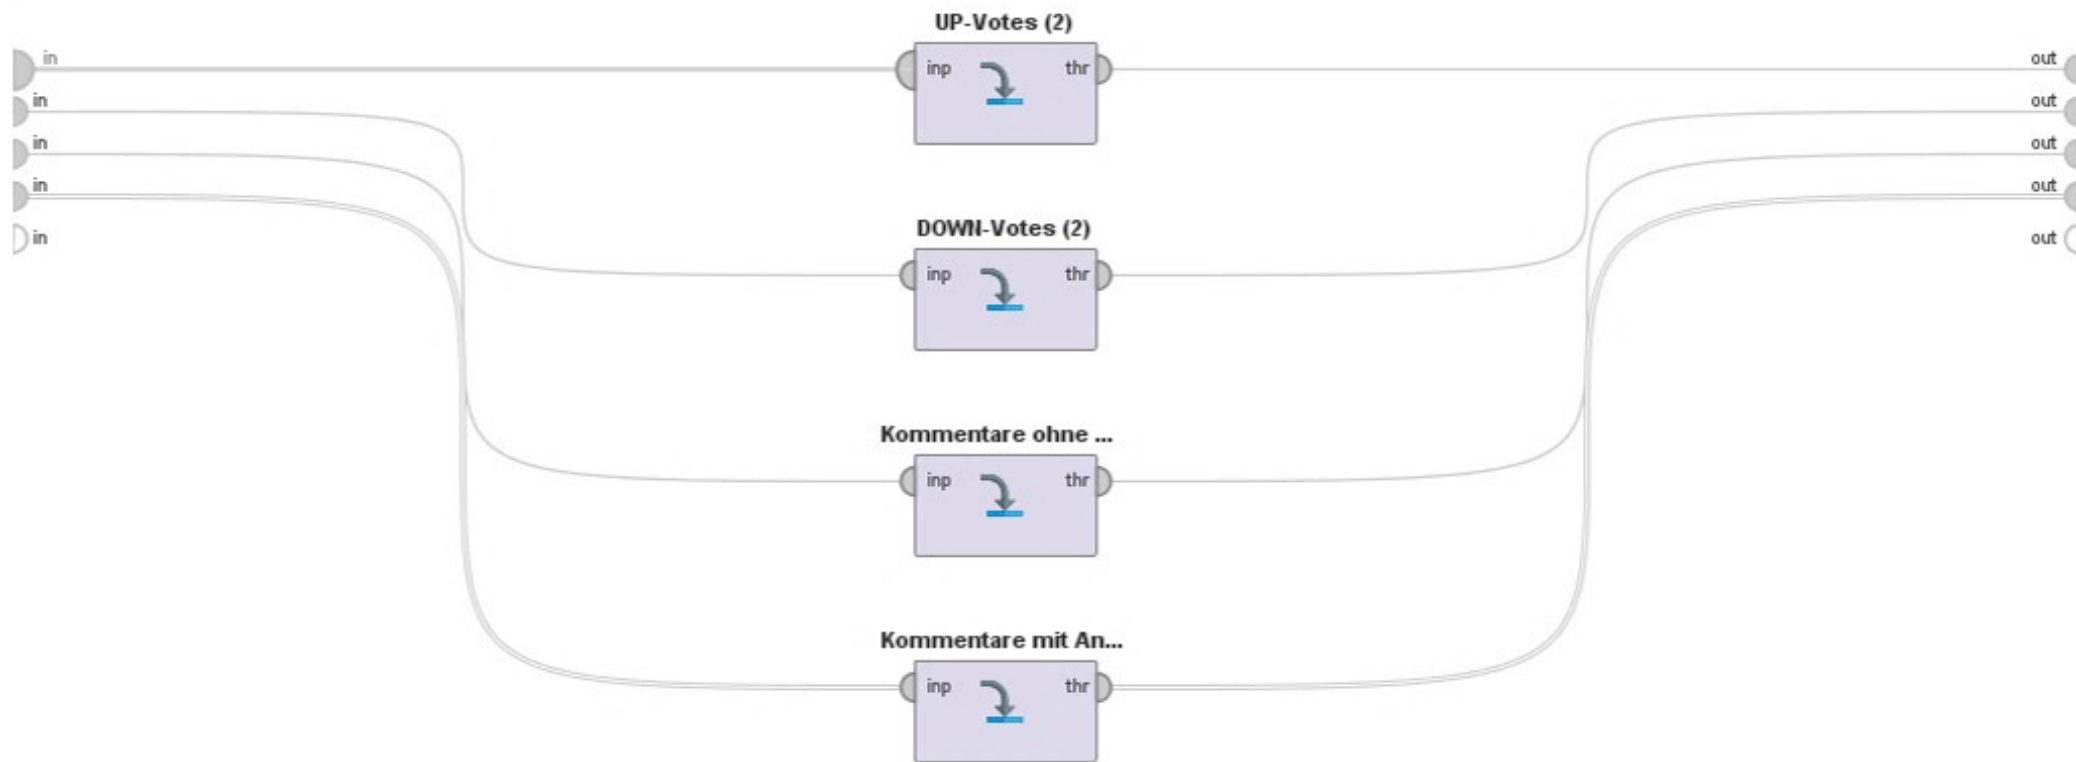 UP-Votes (2)
in
inp thr
out
in
out
in
out
in
out
DOWN-Votes (2)
in
out
inp thr
Kommentare ohne ...
inp thr
Kommentare mit An...
inp thr